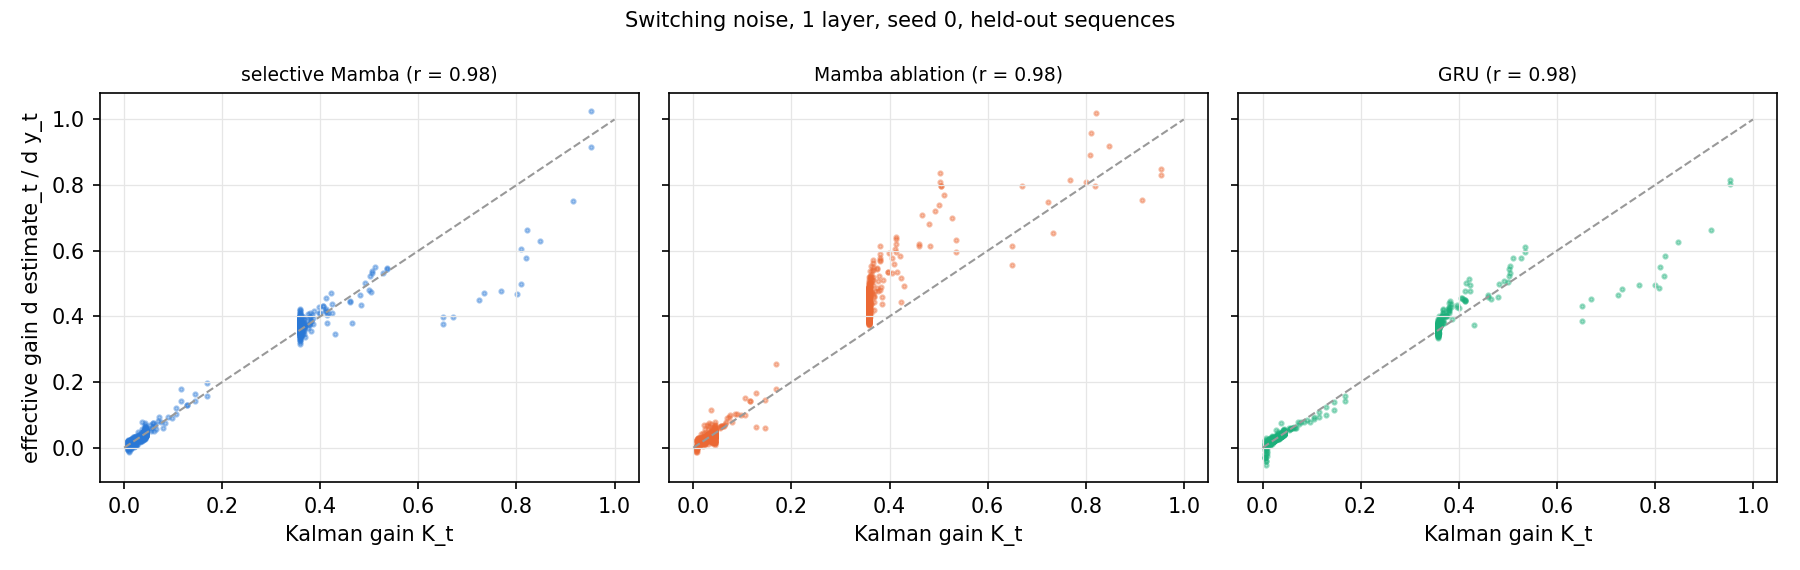 Switching noise, 1 layer, seed 0, held-out sequences
selective Mamba (r = 0.98)
Mamba ablation (r = 0.98)
GRU (r = 0.98)
effective gain d estimate_t / d y_t
1.0
0.8
0.6
0.4
0.2
0.0
0.0 0.2 0.4 0.6 0.8 1.0
0.0 0.2 0.4 0.6 0.8 1.0
0.0 0.2 0.4 0.6 0.8 1.0
Kalman gain K_t
Kalman gain K_t
Kalman gain K_t